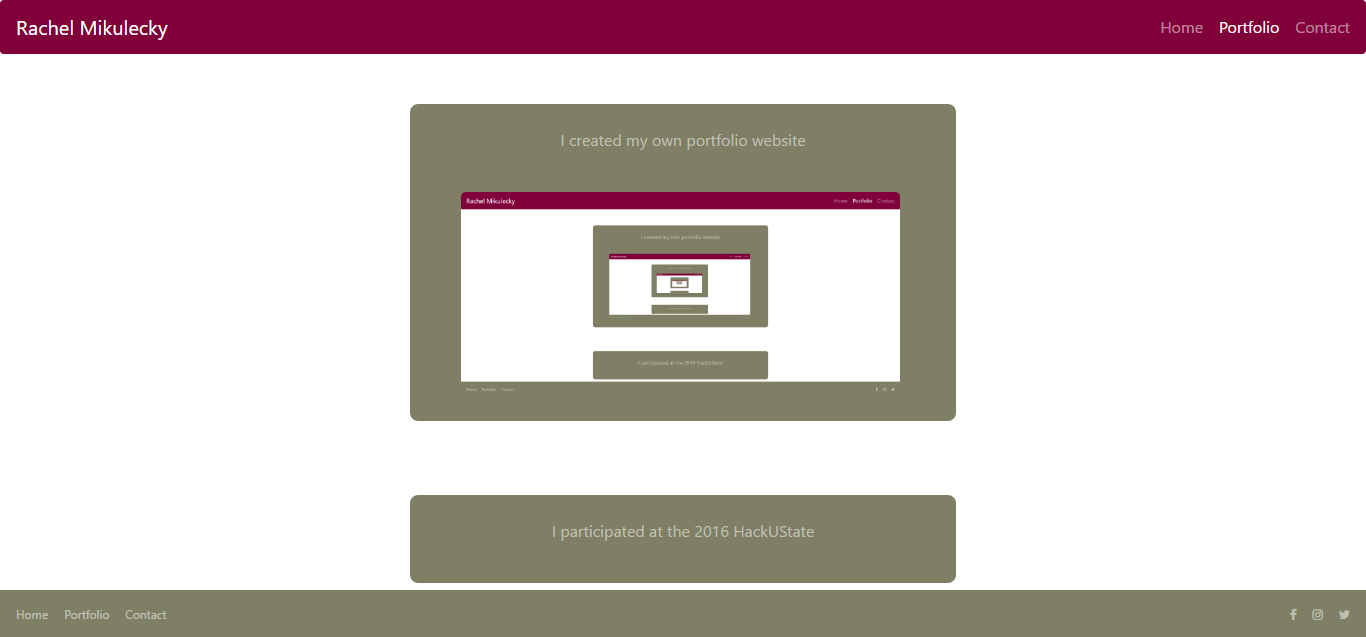 Rachel Mikulecky
Home Portfolio Contact
I created my own portfolio website
Rachel Mikulecky
Home Portfolio Contact
I created my own portfolio website
I participated at the 2016 HackUState
Home Portfolio Contact
I participated at the 2016 HackUState
Home Portfolio Contact